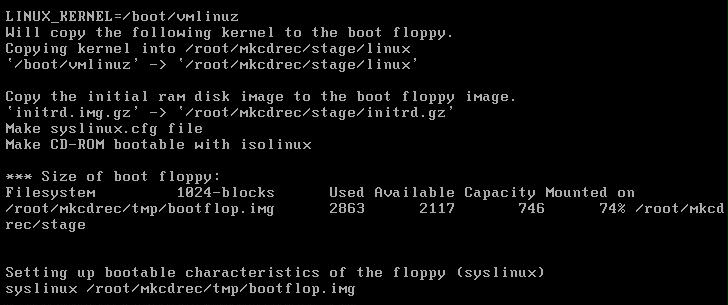 LINUX_KERNEL=/boot/vmlinuz
Will copy the following kernel to the boot floppy.
Copying kernel into /root/mkcdrec/stage/linux
`/boot/vmlinuz' -> `/root/mkcdrec/stage/linux'
Copy the initial ram disk image to the boot floppy image.
`initrd.img.gz' -> `/root/mkcdrec/stage/initrd.gz'
Make syslinux.cfg file
Make CD-ROM bootable with isolinux
*** Size of boot floppy:
Filesystem 1024-blocks Used Available Capacity Mounted on
/root/mkcdrec/tmp/bootflop.img 2863 2117 746 74% /root/mkcd
rec/stage
Setting up bootable characteristics of the floppy (syslinux)
syslinux /root/mkcdrec/tmp/bootflop.img